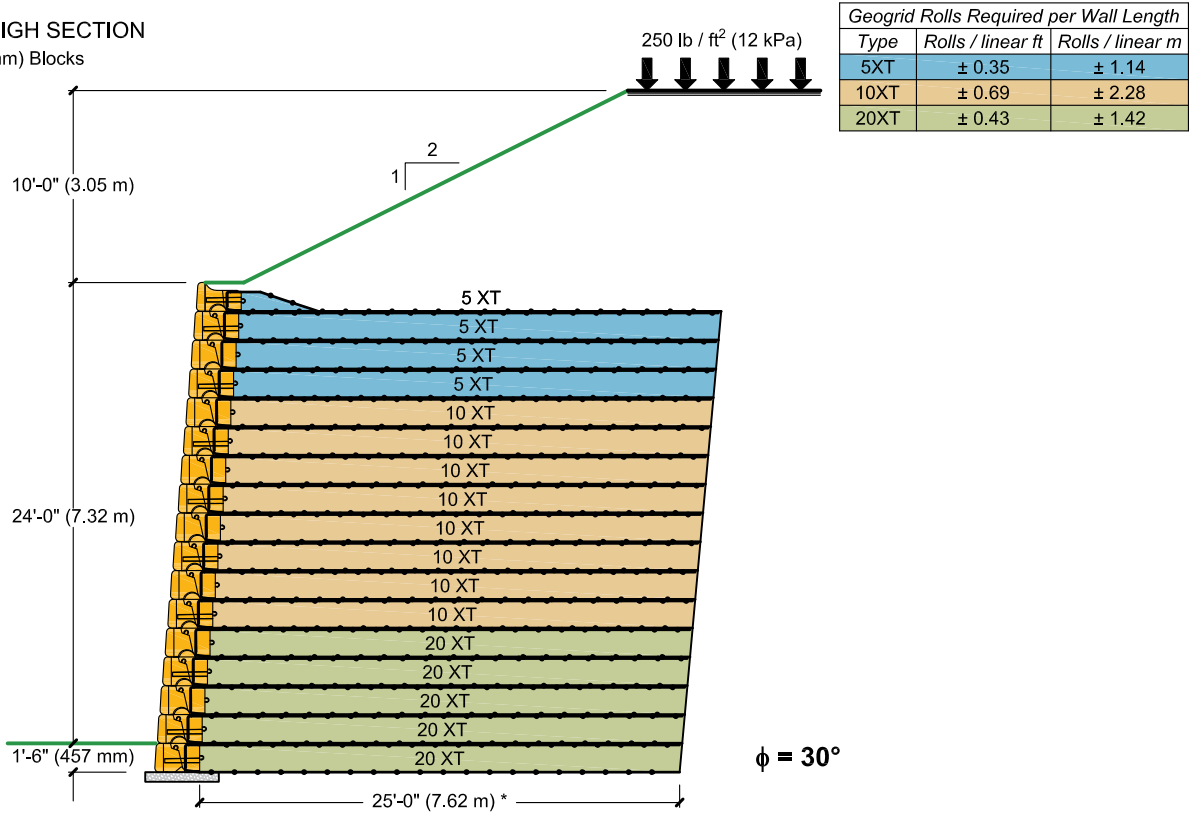 IGH SECTION
m) Blocks
250 lb / ft² (12 kPa)
Geogrid Rolls Required per Wall Length
Type Rolls / linear ft Rolls / linear m
5XT ± 0.35 ± 1.14
10XT ± 0.69 ± 2.28
20XT ± 0.43 ± 1.42
2
1
10'-0" (3.05 m)
5 XT
5 XT
5 XT
5 XT
10 XT
10 XT
10 XT
10 XT
24'-0" (7.32 m)
10 XT
10 XT
10 XT
10 XT
20 XT
20 XT
20 XT
20 XT
20 XT
1'-6" (457 mm)
ϕ = 30°
25'-0" (7.62 m) *